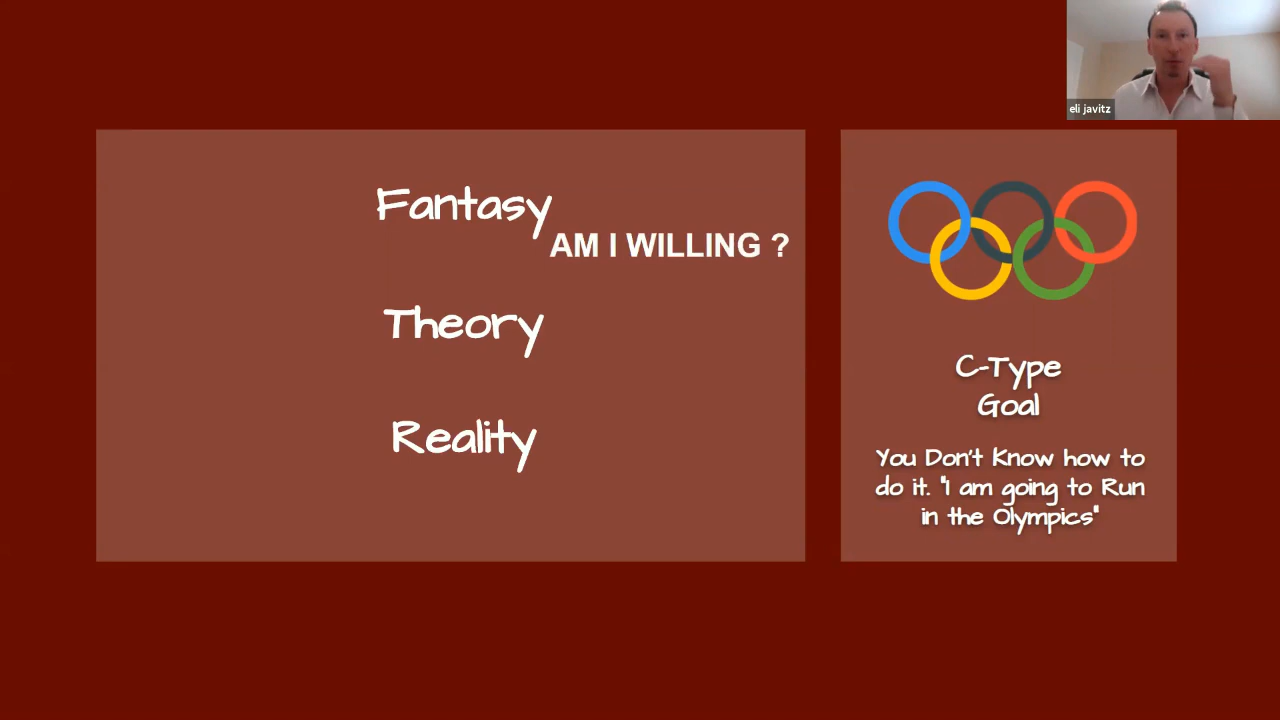 eli javitz
Fantasy
AM I WILLING ?
Theory
Reality
C-Type
Goal
You Don't Know how to
do it. "I am going to Run
in the Olympics"